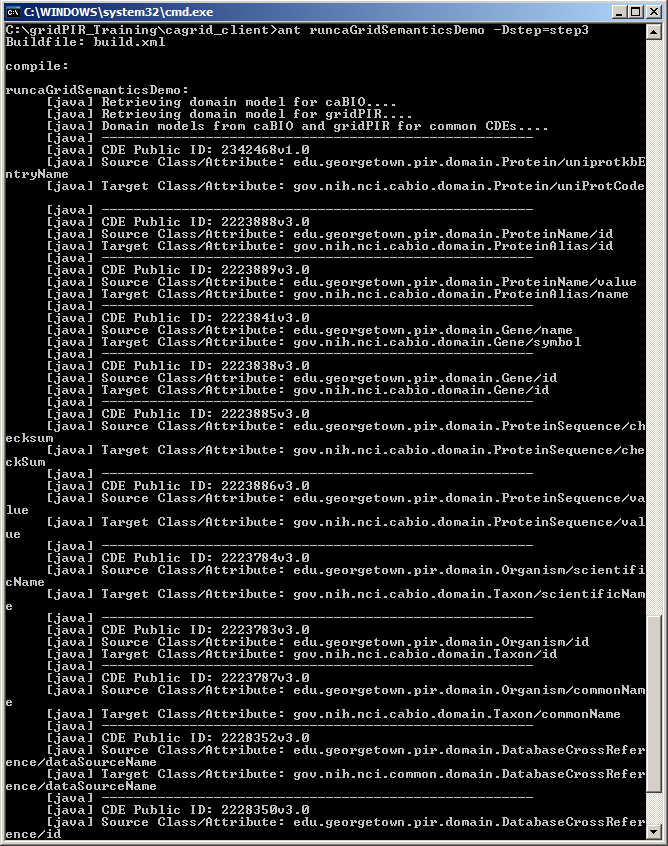 C:\WINDOWS\system32\cmd.exe
C:\gridPIR_Training\cagrid_client>ant runcaGridSemanticsDemo -Dstep=step3
Buildfile: build.xml
compile:
runcaGridSemanticsDemo:
[java] Retrieving domain model for caBIO....
[java] Retrieving domain model for gridPIR....
[java] Domain models from caBIO and gridPIR for common CDEs....
[java] ------------------------------------------------------
[java] CDE Public ID: 2342468v1.0
[java] Source Class/Attribute: edu.georgetown.pir.domain.Protein/uniprotkbE
ntryName
[java] Target Class/Attribute: gov.nih.nci.cabio.domain.Protein/uniProtCode
[java] ------------------------------------------------------
[java] CDE Public ID: 2223888v3.0
[java] Source Class/Attribute: edu.georgetown.pir.domain.ProteinName/id
[java] Target Class/Attribute: gov.nih.nci.cabio.domain.ProteinAlias/id
[java] ------------------------------------------------------
[java] CDE Public ID: 2223889v3.0
[java] Source Class/Attribute: edu.georgetown.pir.domain.ProteinName/value
[java] Target Class/Attribute: gov.nih.nci.cabio.domain.ProteinAlias/name
[java] ------------------------------------------------------
[java] CDE Public ID: 2223841v3.0
[java] Source Class/Attribute: edu.georgetown.pir.domain.Gene/name
[java] Target Class/Attribute: gov.nih.nci.cabio.domain.Gene/symbol
[java] ------------------------------------------------------
[java] CDE Public ID: 2223838v3.0
[java] Source Class/Attribute: edu.georgetown.pir.domain.Gene/id
[java] Target Class/Attribute: gov.nih.nci.cabio.domain.Gene/id
[java] ------------------------------------------------------
[java] CDE Public ID: 2223885v3.0
[java] Source Class/Attribute: edu.georgetown.pir.domain.ProteinSequence/ch
ecksum
[java] Target Class/Attribute: gov.nih.nci.cabio.domain.ProteinSequence/che
ckSum
[java] ------------------------------------------------------
[java] CDE Public ID: 2223886v3.0
[java] Source Class/Attribute: edu.georgetown.pir.domain.ProteinSequence/va
lue
[java] Target Class/Attribute: gov.nih.nci.cabio.domain.ProteinSequence/val
ue
[java] ------------------------------------------------------
[java] CDE Public ID: 2223784v3.0
[java] Source Class/Attribute: edu.georgetown.pir.domain.Organism/scientifi
cName
[java] Target Class/Attribute: gov.nih.nci.cabio.domain.Taxon/scientificNam
e
[java] ------------------------------------------------------
[java] CDE Public ID: 2223783v3.0
[java] Source Class/Attribute: edu.georgetown.pir.domain.Organism/id
[java] Target Class/Attribute: gov.nih.nci.cabio.domain.Taxon/id
[java] ------------------------------------------------------
[java] CDE Public ID: 2223787v3.0
[java] Source Class/Attribute: edu.georgetown.pir.domain.Organism/commonNam
e
[java] Target Class/Attribute: gov.nih.nci.cabio.domain.Taxon/commonName
[java] ------------------------------------------------------
[java] CDE Public ID: 2228352v3.0
[java] Source Class/Attribute: edu.georgetown.pir.domain.DatabaseCrossRefer
ence/dataSourceName
[java] Target Class/Attribute: gov.nih.nci.common.domain.DatabaseCrossRefer
ence/dataSourceName
[java] ------------------------------------------------------
[java] CDE Public ID: 2228350v3.0
[java] Source Class/Attribute: edu.georgetown.pir.domain.DatabaseCrossRefer
ence/id